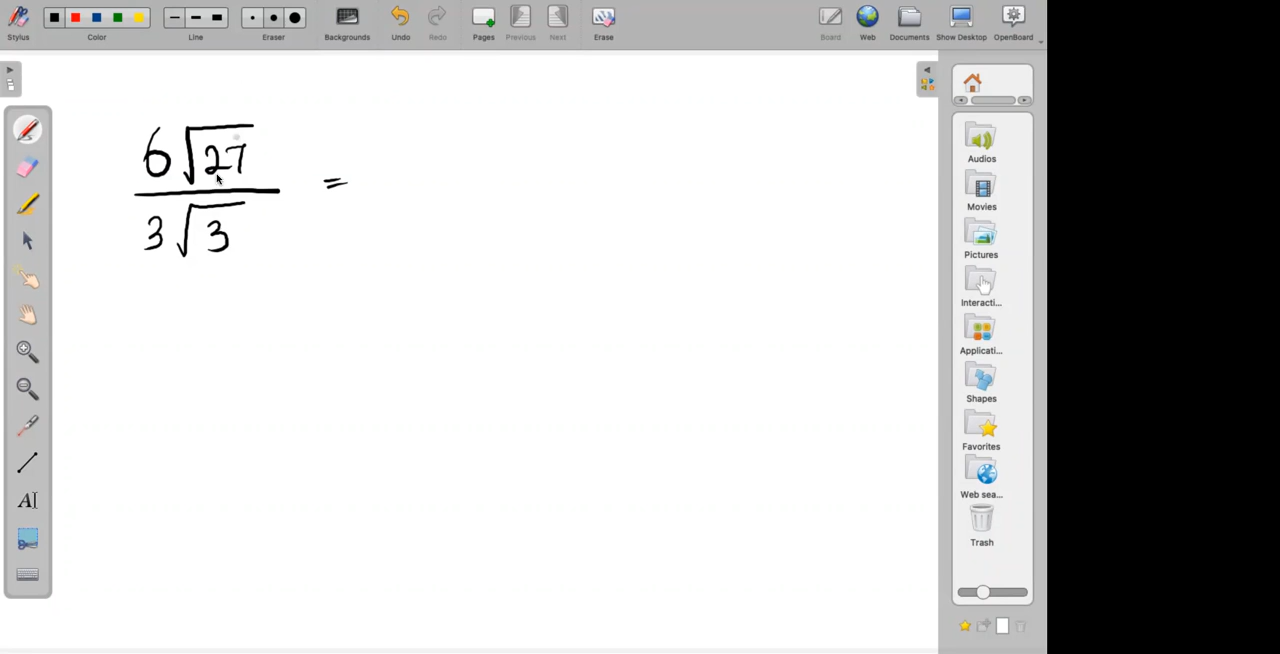 Stylus Color Line Eraser Backgrounds Undo Redo Pages Previous Next Erase Board Web Documents Show Desktop OpenBoard
6√27
3√3
=
Audios
Movies
Pictures
Interacti...
Applicati...
Shapes
Favorites
Web sea...
Trash
AI